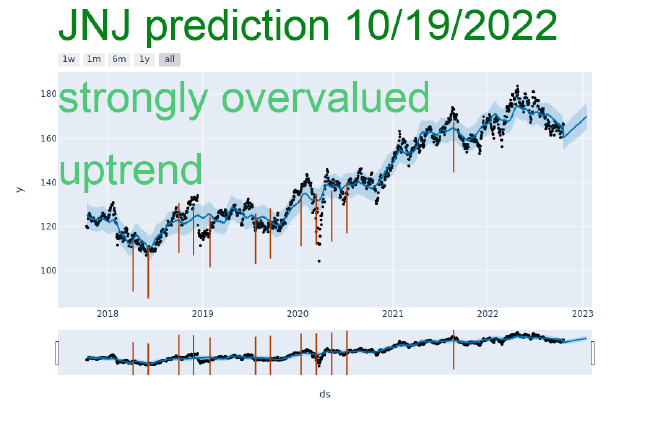 JNJ prediction 10/19/2022
1w 1m 6m 1y all
strongly overvalued
uptrend
180
160
140
120
100
y
2018 2019 2020 2021 2022 2023
ds